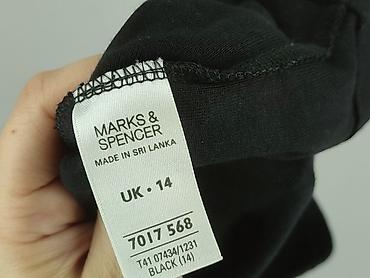 MARKS &
SPENCER
MADE IN SRI LANKA
UK · 14
7017 568
T41 07434/1231
BLACK (14)